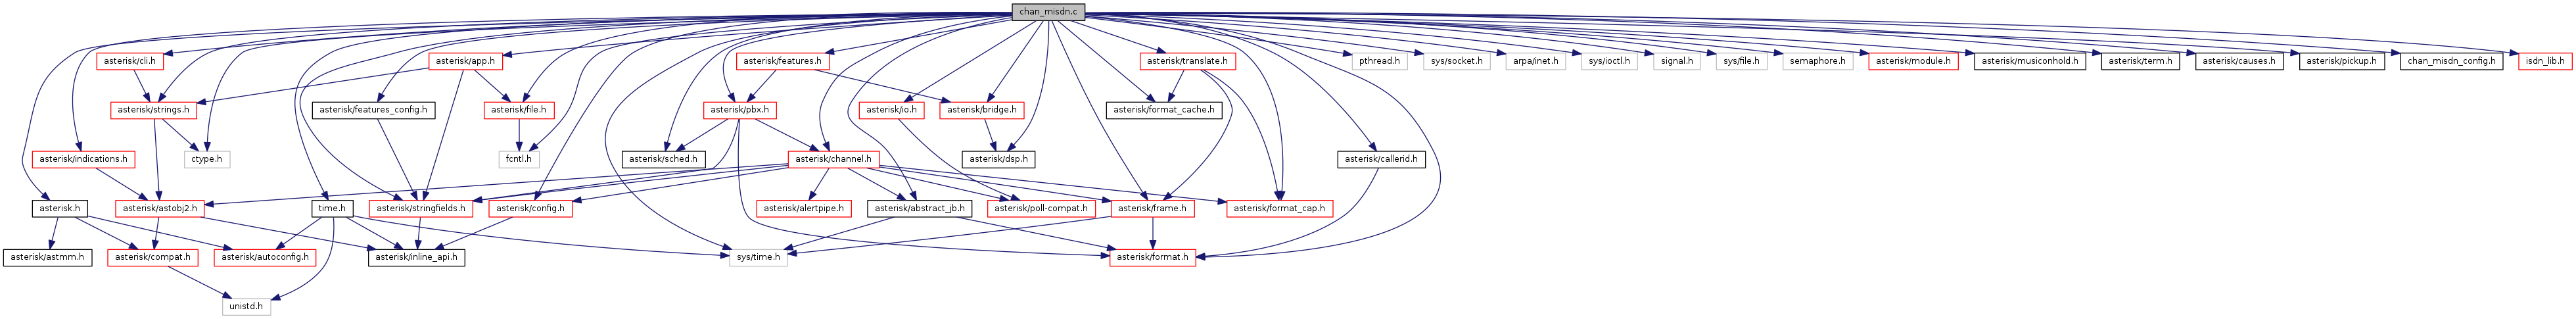 chan_misdn.c
asterisk/cli.h
asterisk/app.h
asterisk/features.h
asterisk/translate.h
pthread.h
sys/socket.h
arpa/inet.h
sys/ioctl.h
signal.h
sys/file.h
semaphore.h
asterisk/module.h
asterisk/musiconhold.h
asterisk/term.h
asterisk/causes.h
asterisk/pickup.h
chan_misdn_config.h
isdn_lib.h
asterisk/strings.h
asterisk/features_config.h
asterisk/file.h
asterisk/pbx.h
asterisk/io.h
asterisk/bridge.h
asterisk/format_cache.h
asterisk/indications.h
ctype.h
fcntl.h
asterisk/sched.h
asterisk/channel.h
asterisk/dsp.h
asterisk/callerid.h
asterisk.h
asterisk/astobj2.h
time.h
asterisk/stringfields.h
asterisk/config.h
asterisk/alertpipe.h
asterisk/abstract_jb.h
asterisk/poll-compat.h
asterisk/frame.h
asterisk/format_cap.h
asterisk/astmm.h
asterisk/compat.h
asterisk/autoconfig.h
asterisk/inline_api.h
sys/time.h
asterisk/format.h
unistd.h